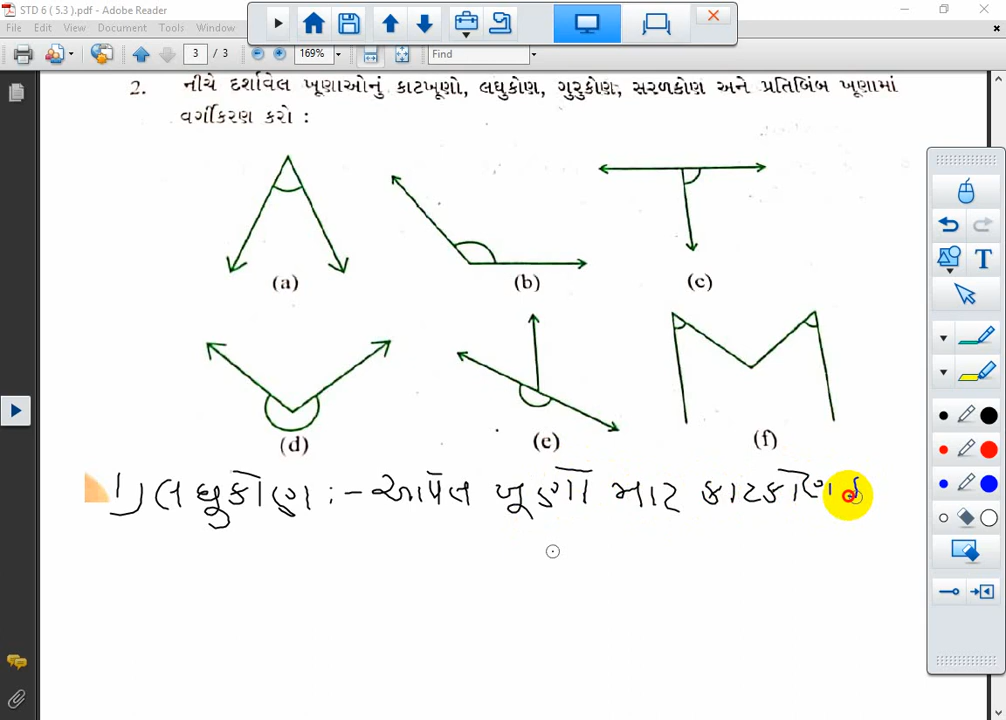 STD 6 ( 5.3 ).pdf - Adobe Reader
File Edit View Document Tools Window
3 / 3 169% Find
2. નીચે દર્શાવેલ ખૂણાઓનું કાટખૂણો, લઘુકોણ, ગુરુકોણ, સરળકોણ અને પ્રતિબિંબ ખૂણામાં
વર્ગીકરણ કરો :
(a) (b) (c)
(d) (e) (f)
1) લઘુકોણ :- આપેલ ખૂણો માટ કાટકોણ
T